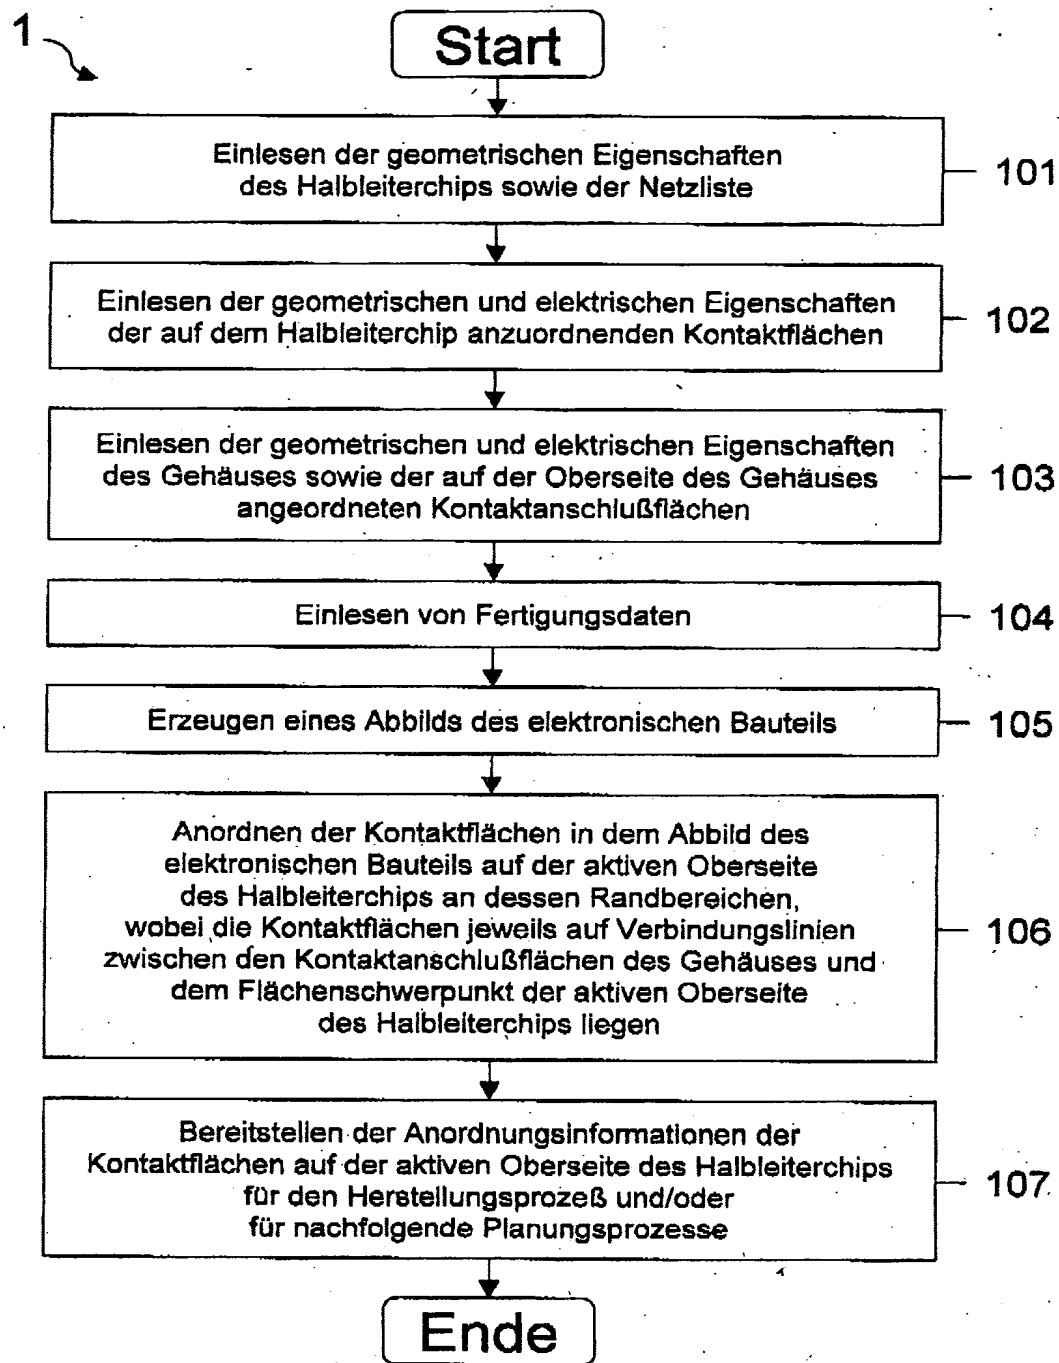 1
Start
Einlesen der geometrischen Eigenschaften
des Halbleiterchips sowie der Netzliste
101
Einlesen der geometrischen und elektrischen Eigenschaften
der auf dem Halbleiterchip anzuordnenden Kontaktflächen
102
Einlesen der geometrischen und elektrischen Eigenschaften
des Gehäuses sowie der auf der Oberseite des Gehäuses
angeordneten Kontaktanschlußflächen
103
Einlesen von Fertigungsdaten
104
Erzeugen eines Abbilds des elektronischen Bauteils
105
Anordnen der Kontaktflächen in dem Abbild des
elektronischen Bauteils auf der aktiven Oberseite
des Halbleiterchips an dessen Randbereichen,
wobei die Kontaktflächen jeweils auf Verbindungslinien
zwischen den Kontaktanschlußflächen des Gehäuses und
dem Flächenschwerpunkt der aktiven Oberseite
des Halbleiterchips liegen
106
Bereitstellen der Anordnungsinformationen der
Kontaktflächen auf der aktiven Oberseite des Halbleiterchips
für den Herstellungsprozeß und/oder
für nachfolgende Planungsprozesse
107
Ende